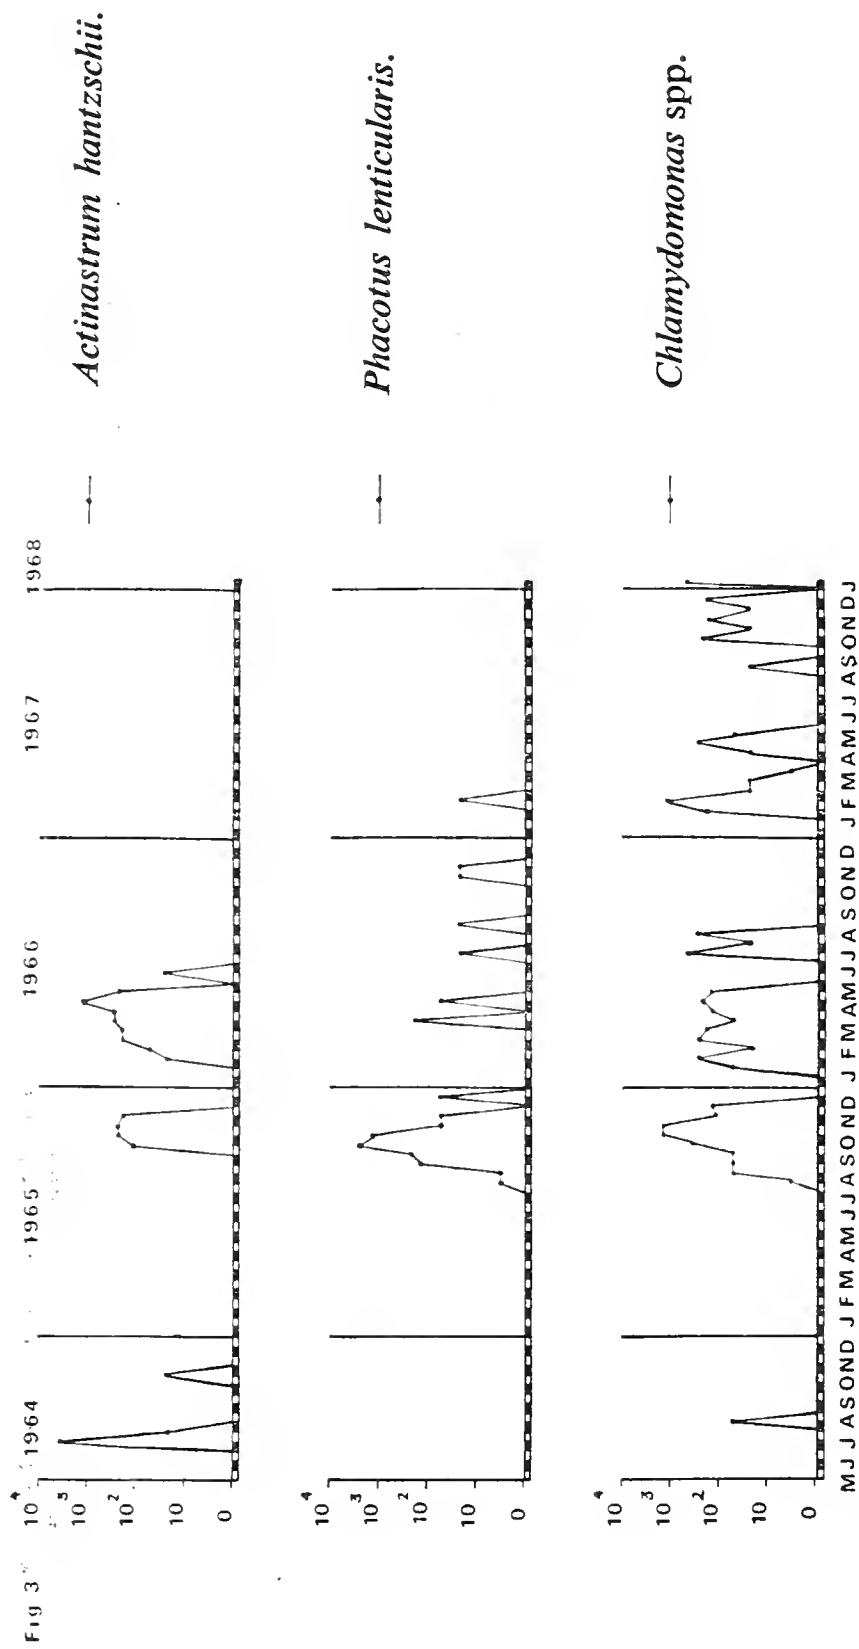 Fig 3
1964 1965 1966 1967 1968
10⁴
10³
10²
10
0
Actinastrum hantzschii.
10⁴
10³
10²
10
0
Phacotus lenticularis.
10⁴
10³
10²
10
0
Chlamydomonas spp.
M J J A S O N D J F M A M J J A S O N D J F M A M J J A S O N D J F M A M J J A S O N D J